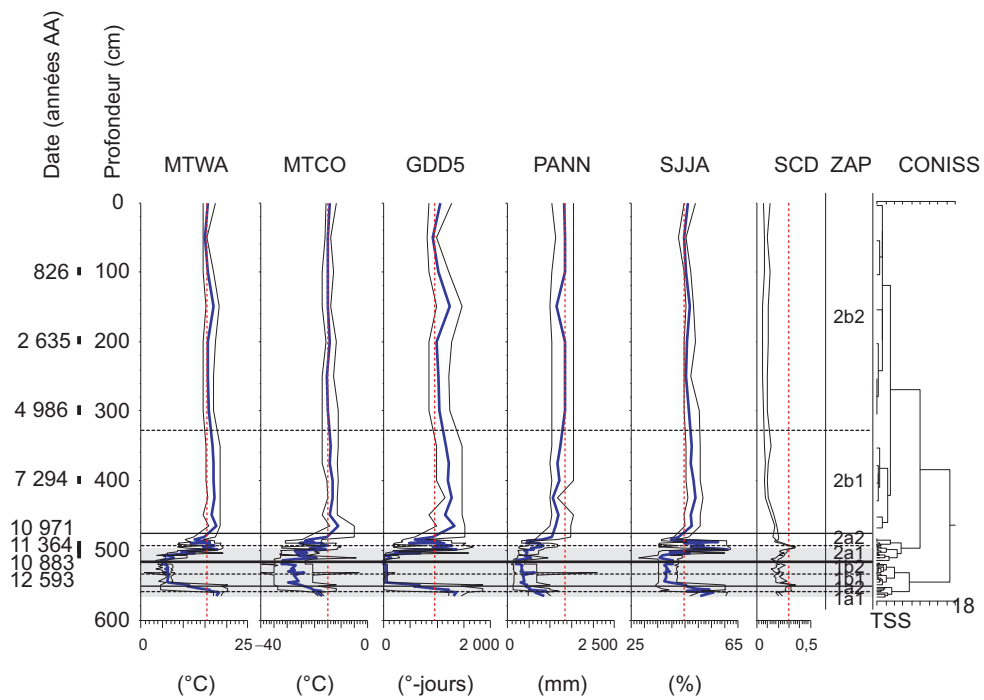 Date (années AA)
Profondeur (cm)
MTWA MTCO GDD5 PANN SJJA SCD ZAP CONISS
0
826 100
2b2
2 635 200
4 986 300
7 294 400 2b1
10 971
2a2
11 364 500 2a1
10 883 1b2
12 593 1b1
1a2
1a1
600 18
TSS
0 25 –40 0 0 2 000 0 2 500 25 65 0 0,5
(°C) (°C) (°-jours) (mm) (%)